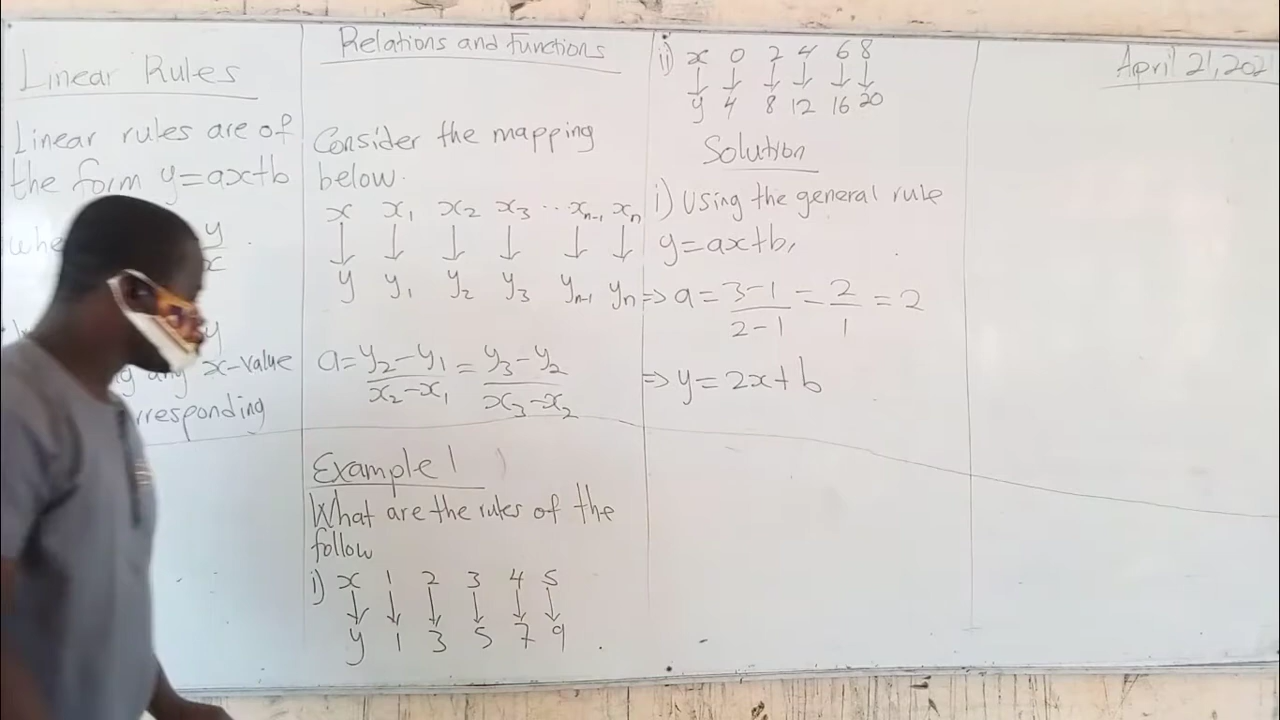 Linear Rules
Linear rules are of
the form y=ax+b
y
x
y
any x-value
rresponding
Relations and Functions
Consider the mapping
below.
x x₁ x₂ x₃ ... xₙ₋₁ xₙ
↓ ↓ ↓ ↓ ↓ ↓
y y₁ y₂ y₃ yₙ₋₁ yₙ
a = y₂-y₁ / x₂-x₁ = y₃-y₂ / x₃-x₂
Example 1
What are the rules of the
follow
i) x 1 2 3 4 5
↓ ↓ ↓ ↓ ↓ ↓
y 1 3 5 7 9
ii) x 0 2 4 6 8
↓ ↓ ↓ ↓ ↓ ↓
y 4 8 12 16 20
Solution
i) Using the general rule
y=ax+b,
⇒ a = 3-1 / 2-1 = 2 / 1 = 2
⇒ y = 2x+b
April 21, 202